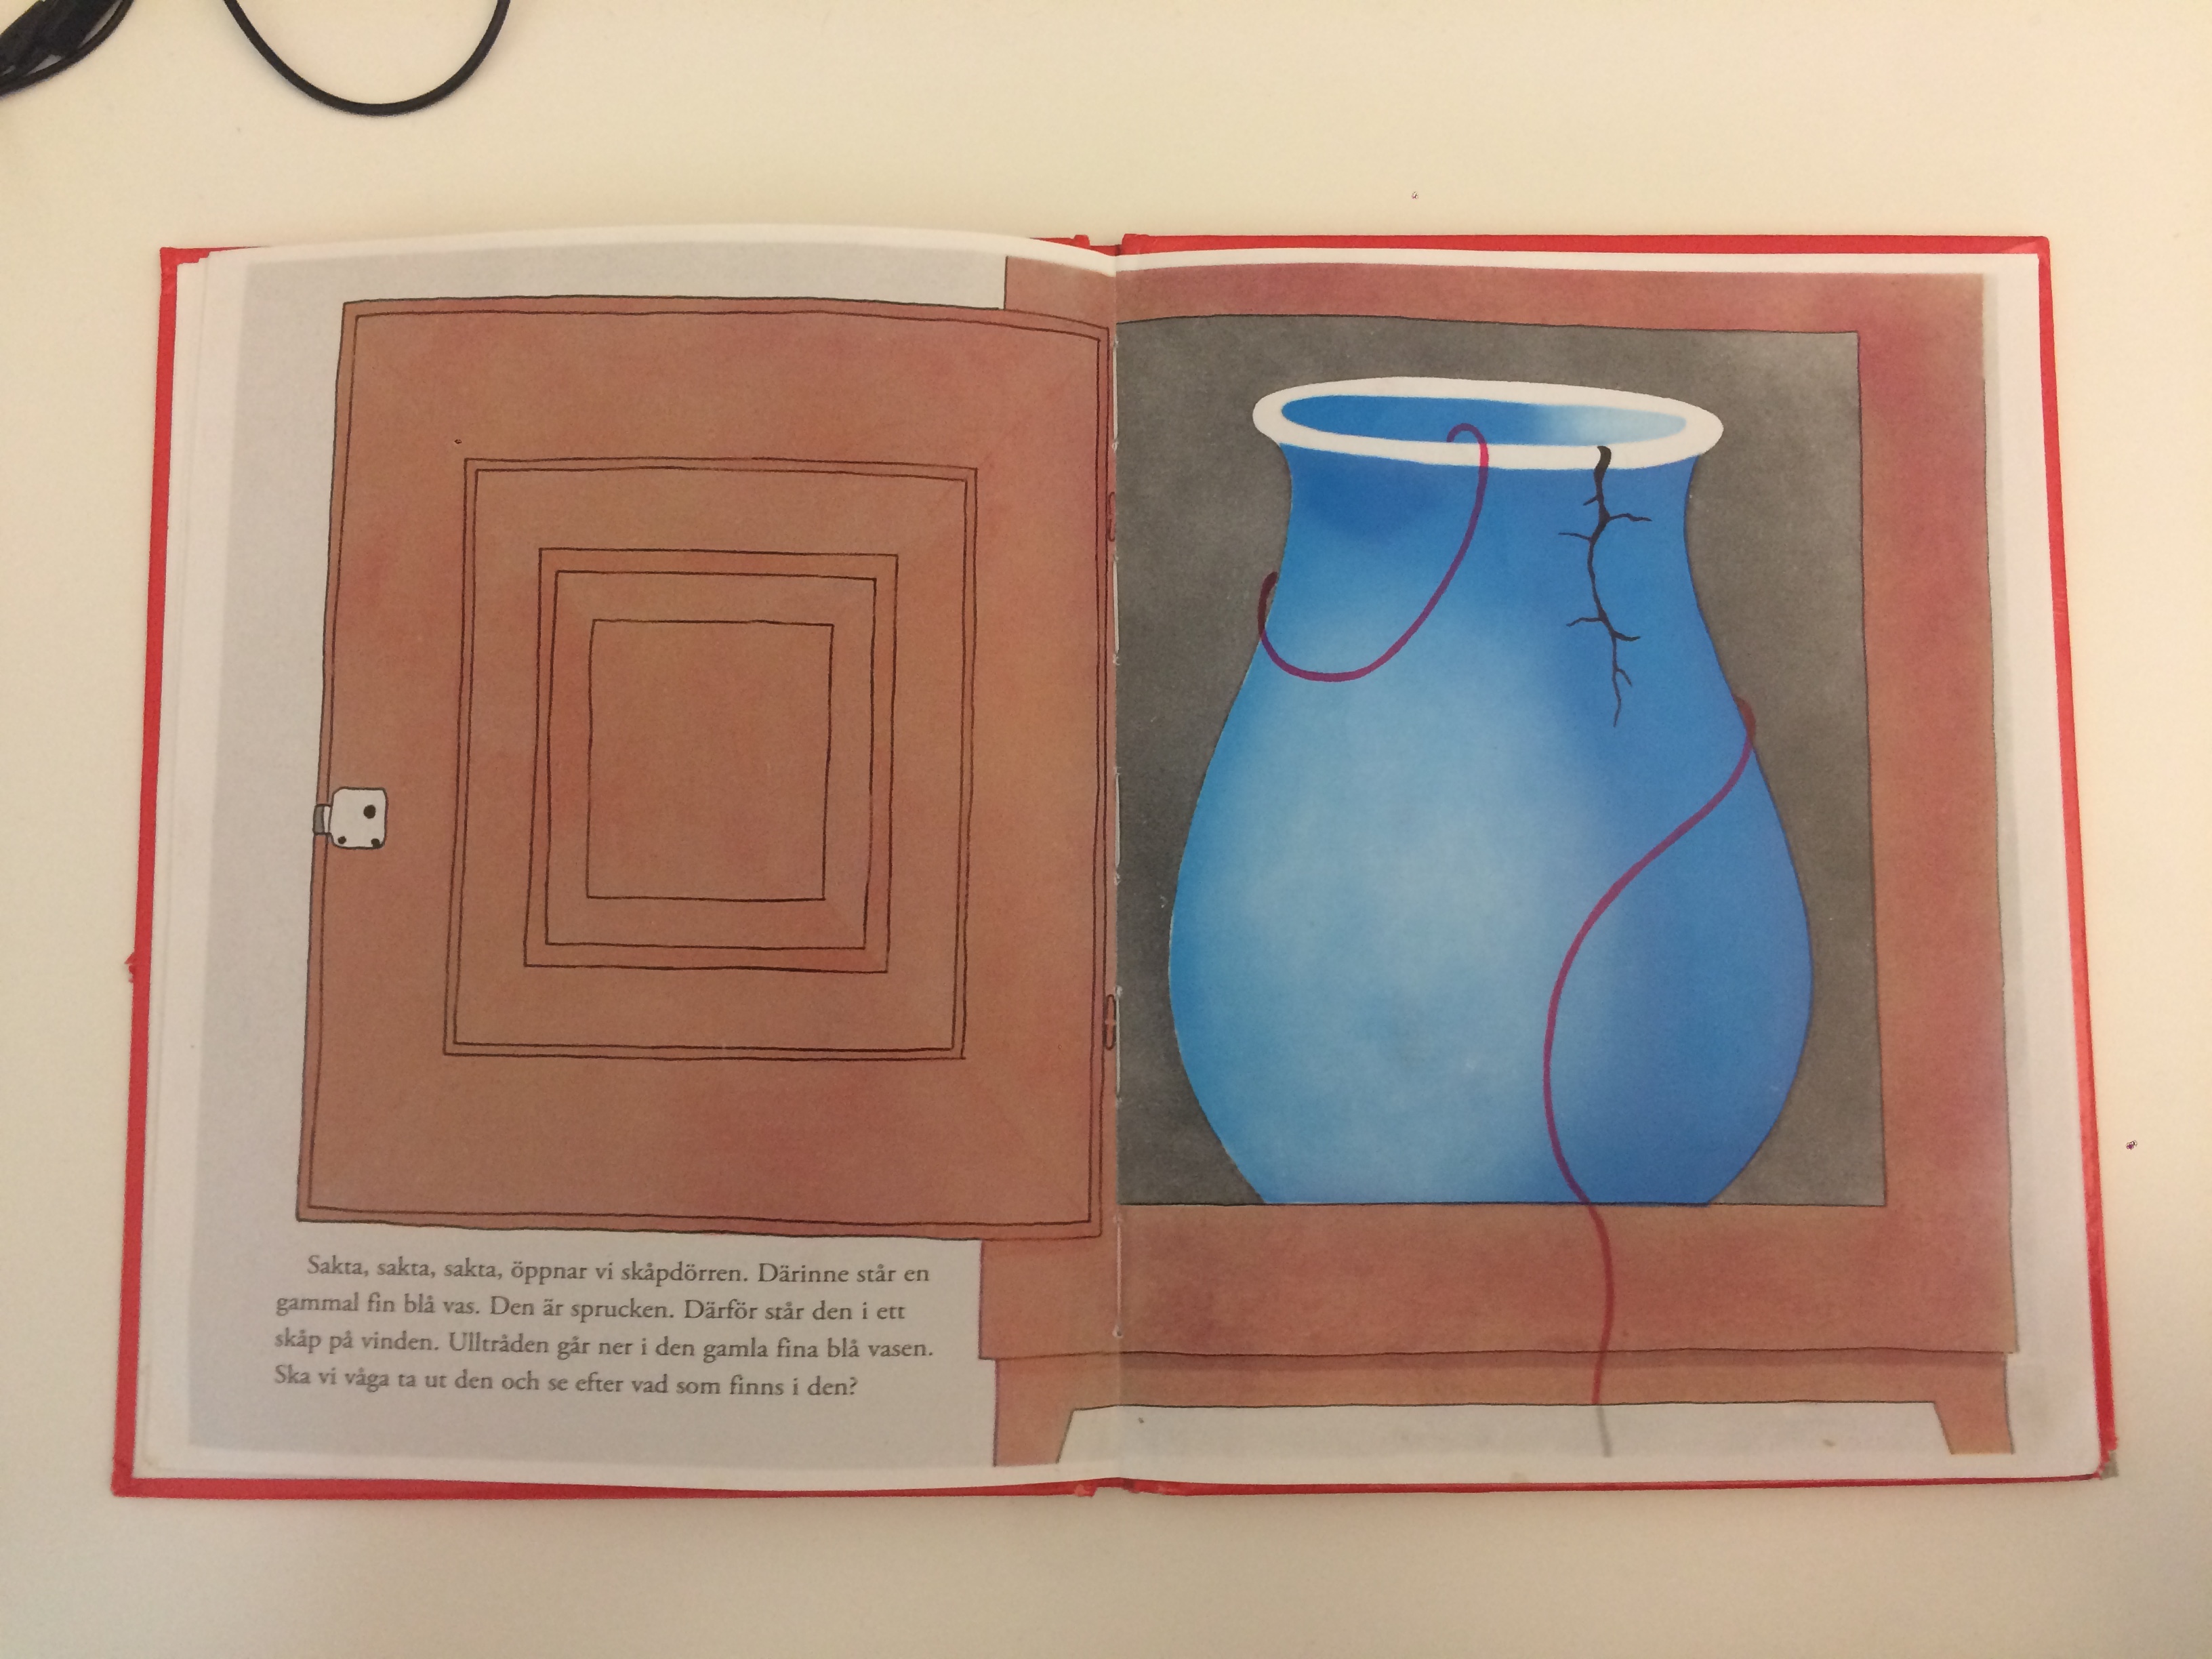 Sakta, sakta, sakta, öppnar vi skåpdörren. Därinne står en
gammal fin blå vas. Den är sprucken. Därför står den i ett
skåp på vinden. Ulltråden går ner i den gamla fina blå vasen.
Ska vi våga ta ut den och se efter vad som finns i den?